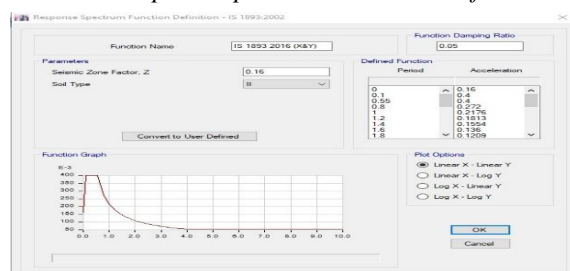 Response Spectrum Function Definition - IS 1893:2002
Function Name
IS 1893 2016 (X&Y)
Function Damping Ratio
0.05
Parameters
Seismic Zone Factor, Z
0.16
Soil Type
II
Convert to User Defined
Defined Function
Period Acceleration
0 0.16
0.1 0.4
0.55 0.4
0.8 0.272
1 0.2176
1.2 0.1813
1.4 0.1554
1.6 0.136
1.8 0.1209
Function Graph
E-3
400
350
300
250
200
150
100
50
0.0 1.0 2.0 3.0 4.0 5.0 6.0 7.0 8.0 9.0 10.0
Plot Options
Linear X - Linear Y
Linear X - Log Y
Log X - Linear Y
Log X - Log Y
OK
Cancel